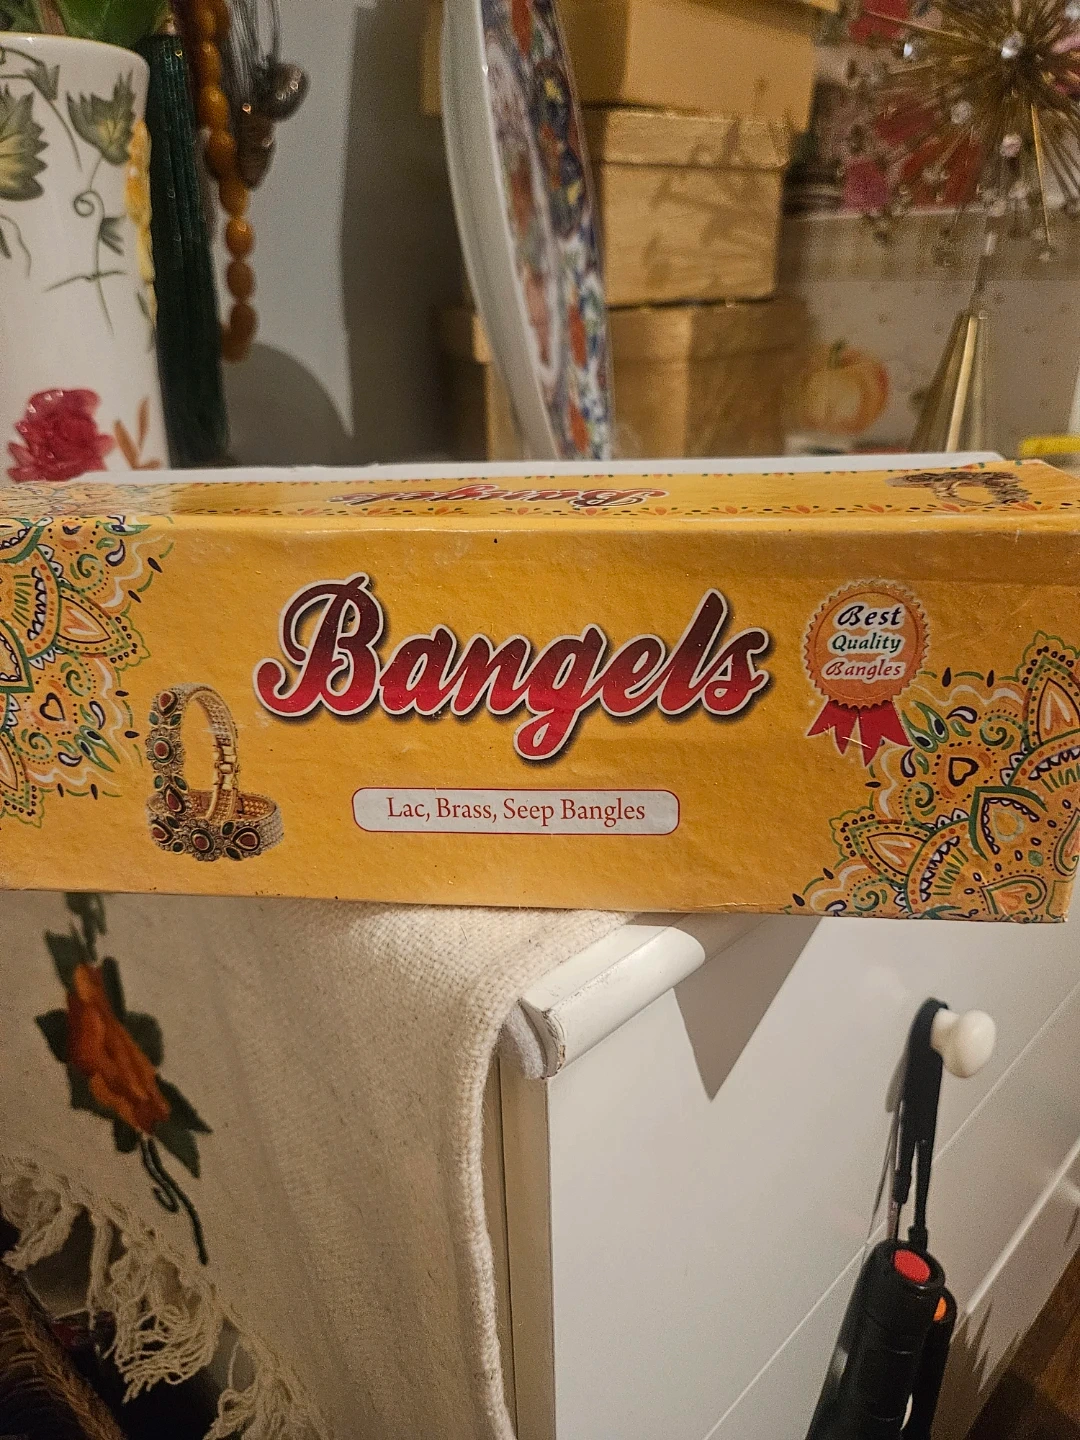 Bangels
Bangels
Best
Quality
Bangles
Lac, Brass, Seep Bangles